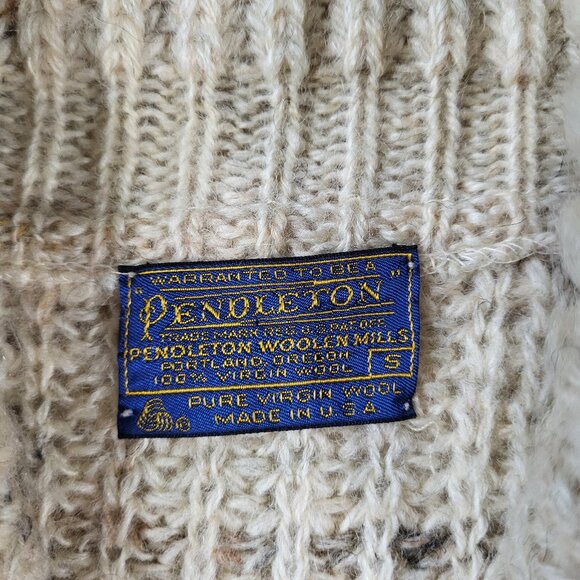 WARRANTED TO BE A
"PENDLETON"
TRADE MARK REG. U.S. PAT. OFF.
PENDLETON WOOLEN MILLS
PORTLAND, OREGON
100% VIRGIN WOOL
S
PURE VIRGIN WOOL
MADE IN U.S.A